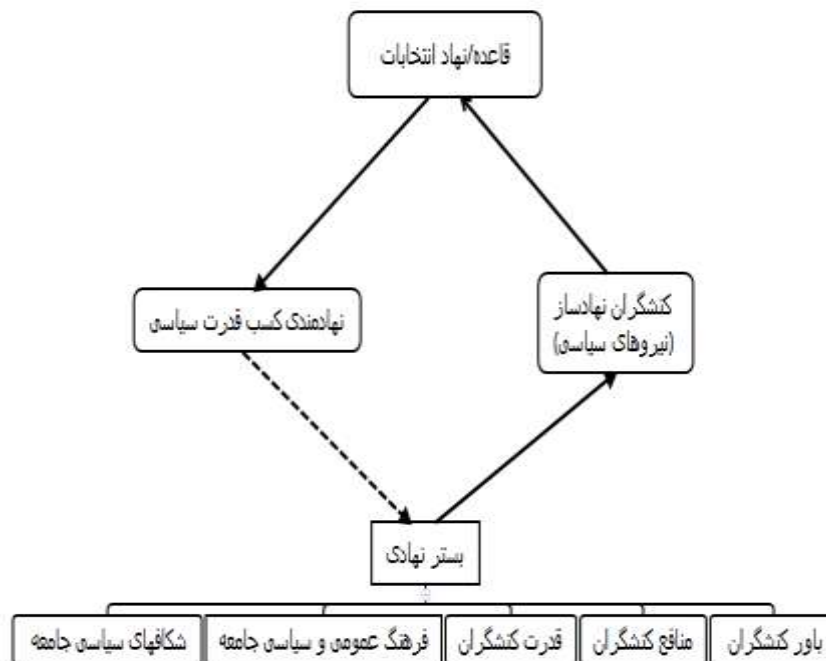 قاعده/نهاد انتخابات
کنشگران نهادساز
(نیروهای سیاسی)
نهادمندی کسب قدرت سیاسی
بستر نهادی
باور کنشگران
منافع کنشگران
قدرت کنشگران
فرهنگ عمومی و سیاسی جامعه
شکافهای سیاسی جامعه